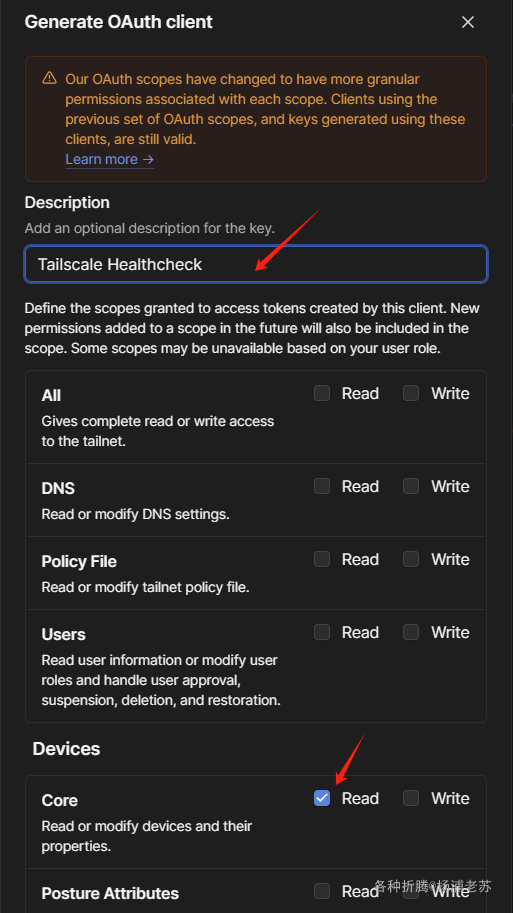 Generate OAuth client
Our OAuth scopes have changed to have more granular
permissions associated with each scope. Clients using the
previous set of OAuth scopes, and keys generated using these
clients, are still valid.
Learn more →
Description
Add an optional description for the key.
Tailscale Healthcheck
Define the scopes granted to access tokens created by this client. New
permissions added to a scope in the future will also be included in the
scope. Some scopes may be unavailable based on your user role.
All Read Write
Gives complete read or write access
to the tailnet.
DNS Read Write
Read or modify DNS settings.
Policy File Read Write
Read or modify tailnet policy file.
Users Read Write
Read user information or modify user
roles and handle user approval,
suspension, deletion, and restoration.
Devices
Core Read Write
Read or modify devices and their
properties.
Posture Attributes Read Write
各种折腾@杨浦老苏